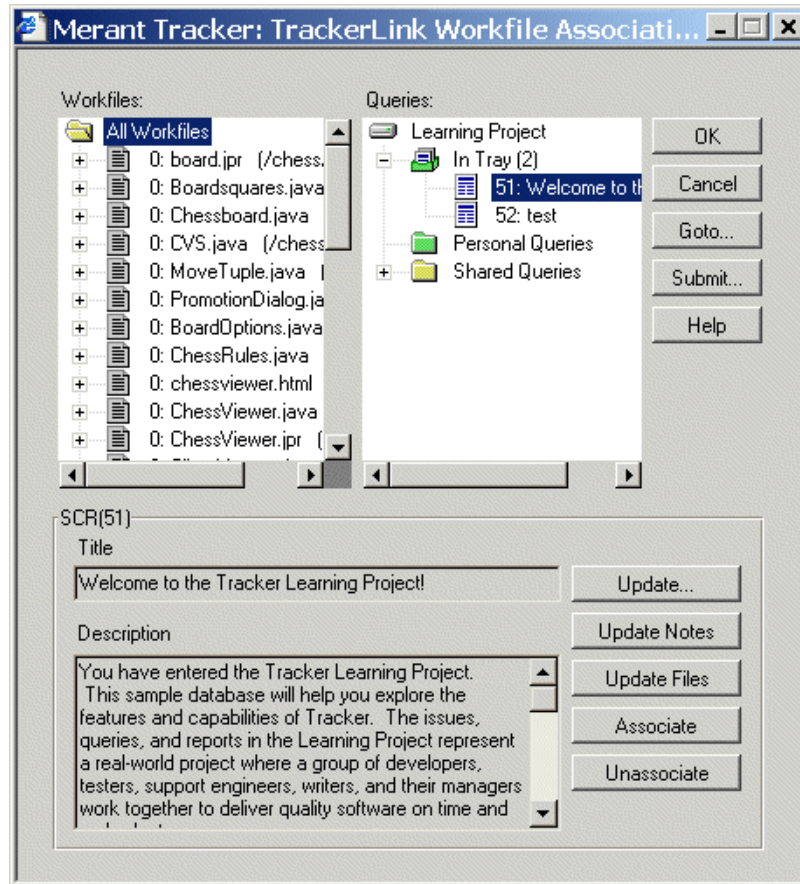 Merant Tracker: TrackerLink Workfile Associati...
Workfiles:
Queries:
All Workfiles
0: board.jpr (/chess.
0: Boardsquares.java
0: Chessboard.java
0: CVS.java (/chess
0: MoveTuple.java (
0: PromotionDialog.ja
0: BoardOptions.java
0: ChessRules.java
0: chessviewer.html
0: ChessViewer.java
0: ChessViewer.jpr (
Learning Project
In Tray (2)
51: Welcome to th
52: test
Personal Queries
Shared Queries
OK
Cancel
Goto...
Submit...
Help
SCR(51)
Title
Welcome to the Tracker Learning Project!
Description
You have entered the Tracker Learning Project.
This sample database will help you explore the
features and capabilities of Tracker. The issues,
queries, and reports in the Learning Project represent
a real-world project where a group of developers,
testers, support engineers, writers, and their managers
work together to deliver quality software on time and
Update...
Update Notes
Update Files
Associate
Unassociate